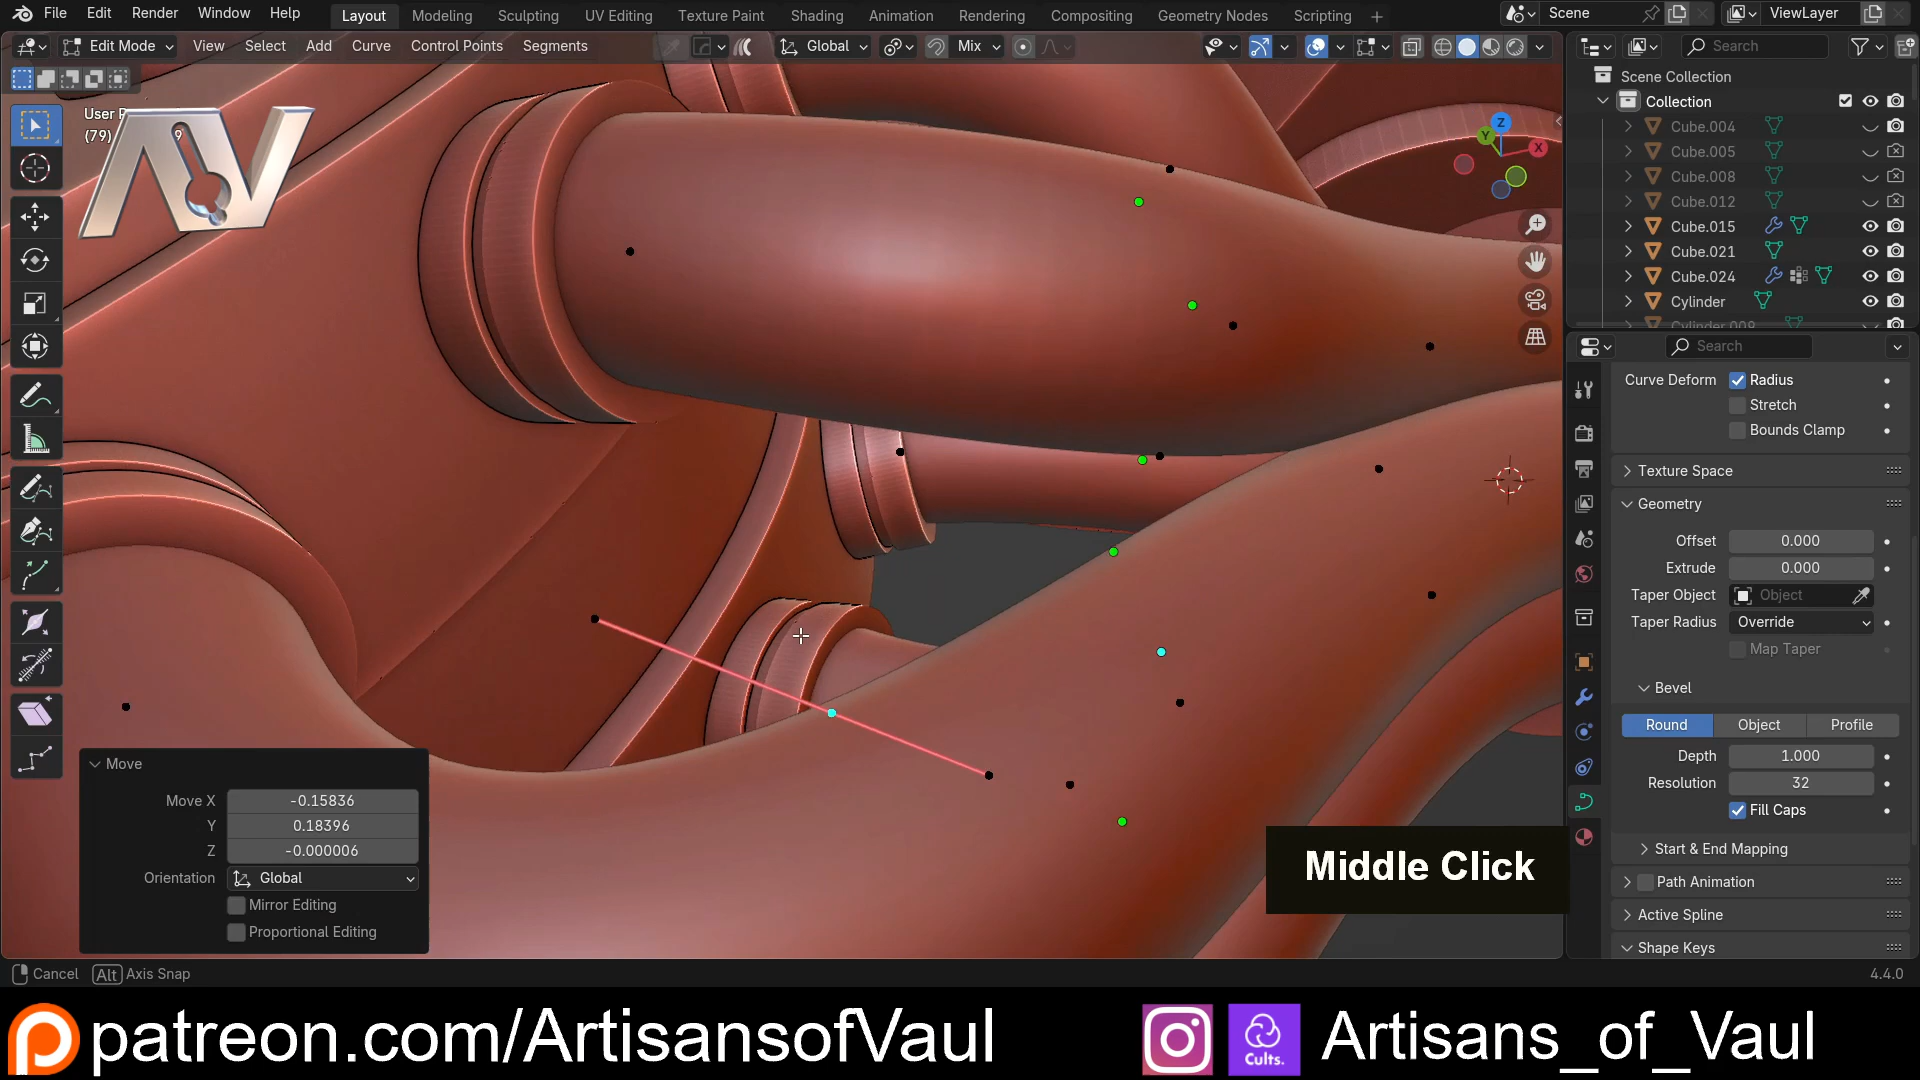 File Edit Render Window Help Layout Modeling Sculpting UV Editing Texture Paint Shading Animation Rendering Compositing Geometry Nodes Scripting + Scene ViewLayer
Edit Mode View Select Add Curve Control Points Segments Global Mix Search
Scene Collection
Collection
Cube.004
Cube.005
Cube.008
Cube.012
Cube.015
Cube.021
Cube.024
Cylinder
Cylinder.009
User P
(79) 9
AV
Z
Y
X
Search
Curve Deform Radius
Stretch
Bounds Clamp
Texture Space
Geometry
Offset 0.000
Extrude 0.000
Taper Object Object
Taper Radius Override
Map Taper
Bevel
Round Object Profile
Depth 1.000
Resolution 32
Fill Caps
Start & End Mapping
Path Animation
Active Spline
Shape Keys
Move
Move X -0.15836
Y 0.18396
Z -0.000006
Orientation Global
Mirror Editing
Proportional Editing
Middle Click
Cancel Alt Axis Snap 4.4.0
patreon.com/ArtisansofVaul Cults. Artisans_of_Vaul